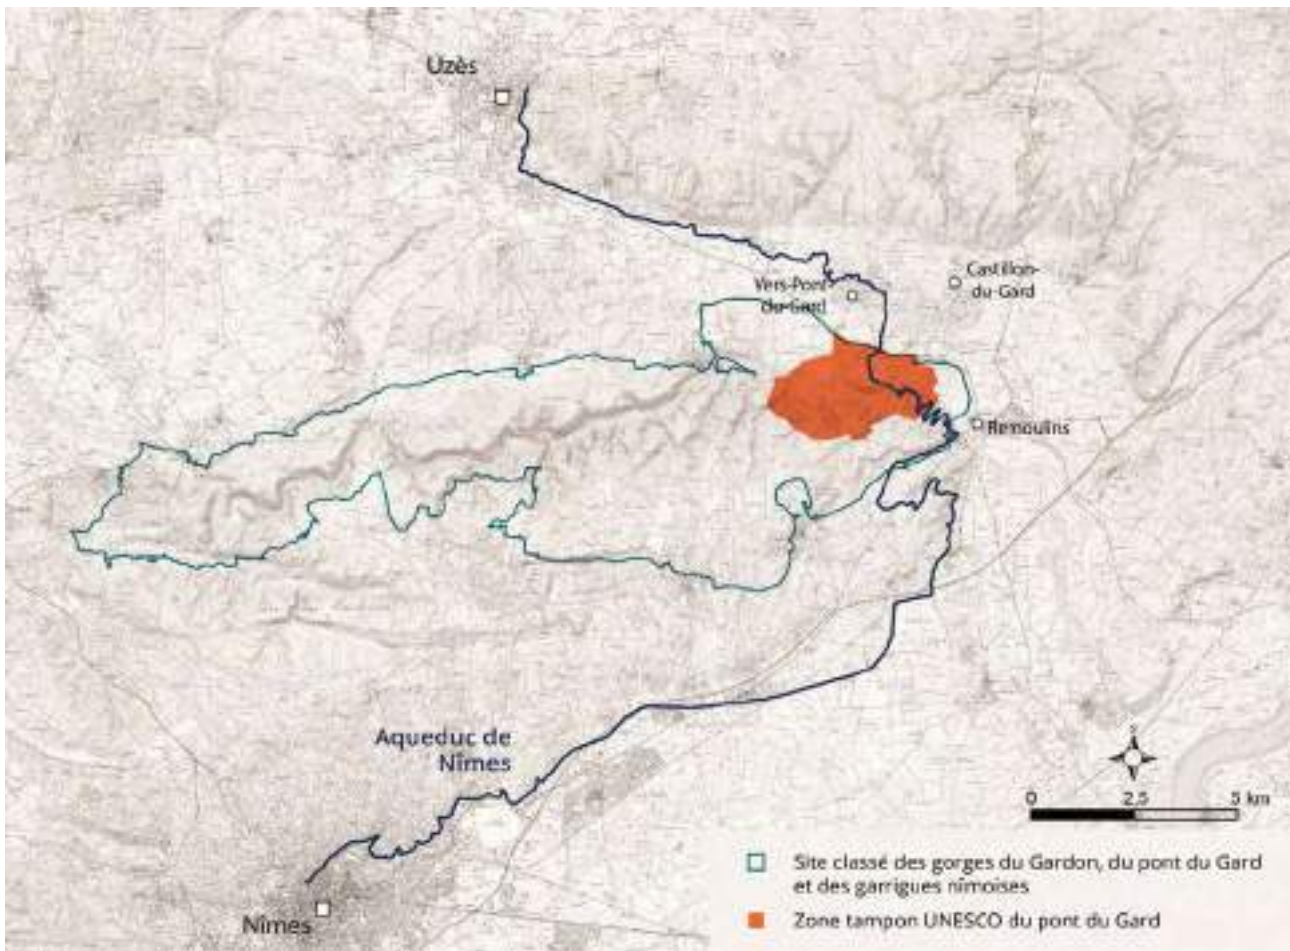 Uzès
Castillon-
du-Gard
Vers-Pont-
du-Gard
Remoulins
Aqueduc de
Nîmes
0 2,5 5 km
Nîmes
Site classé des gorges du Gardon, du pont du Gard
et des garrigues nîmoises
Zone tampon UNESCO du pont du Gard